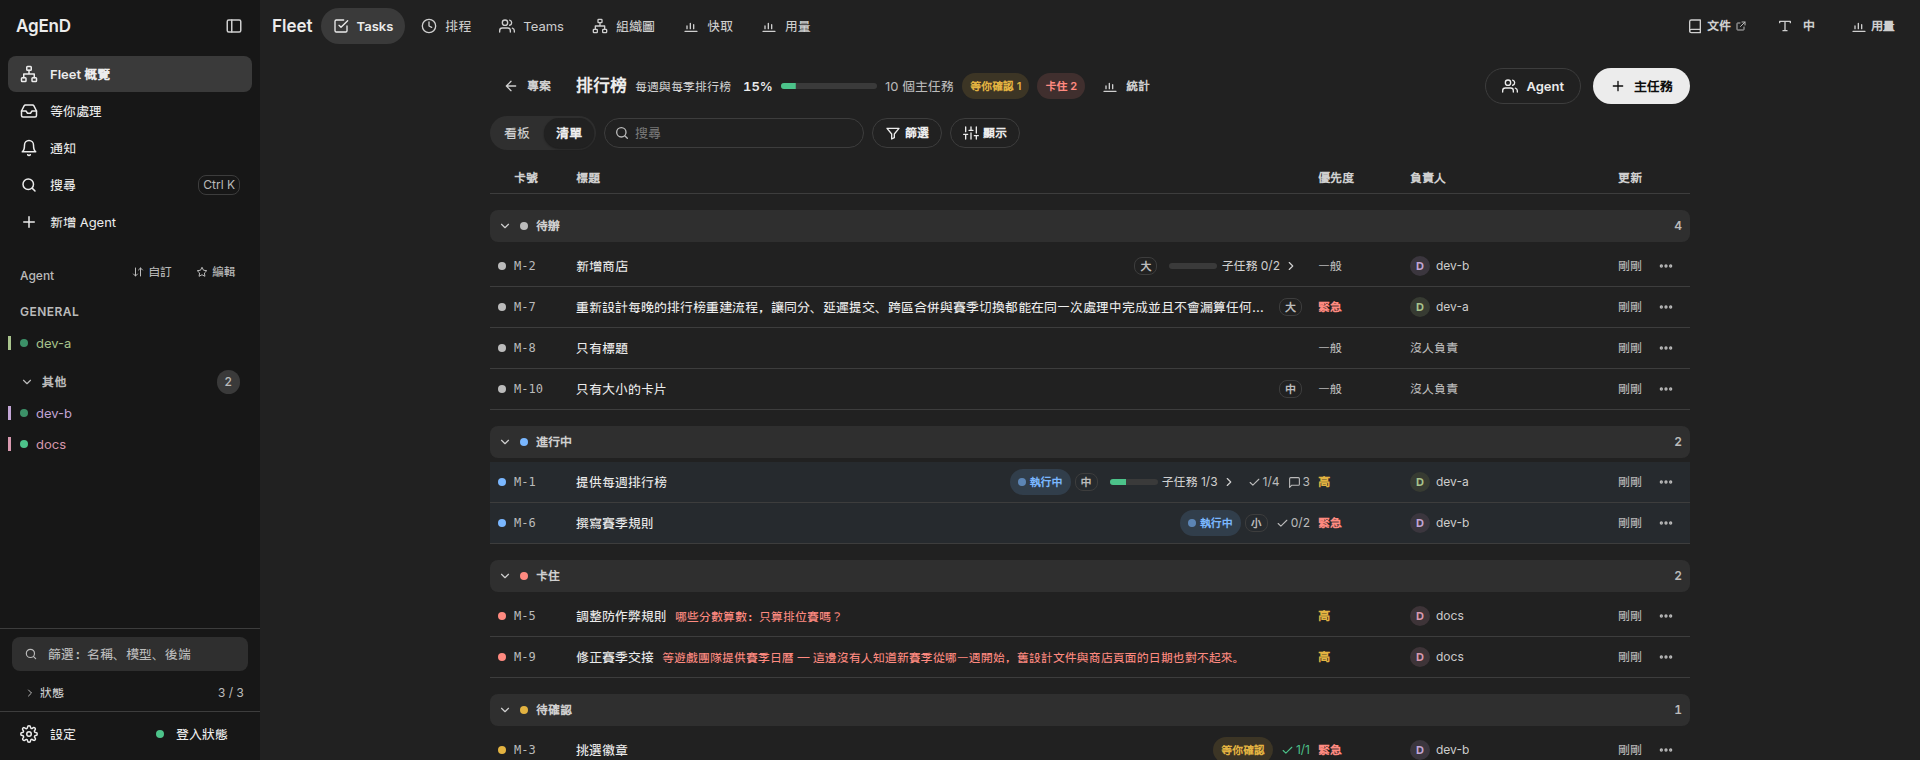 AgEnD
Fleet 概覽
等你處理
通知
搜尋 Ctrl K
新增 Agent
Agent 自訂 編輯
GENERAL
dev-a
其他 2
dev-b
docs
篩選：名稱、模型、後端
狀態 3 / 3
設定 登入狀態
Fleet Tasks 排程 Teams 組織圖 快取 用量 文件 中 用量
專案 排行榜 每週與每季排行榜 15% 10 個主任務 等你確認 1 卡住 2 統計 Agent 主任務
看板 清單 搜尋 篩選 顯示
卡號 標題 優先度 負責人 更新
待辦 4
M-2 新增商店 大 子任務 0/2 一般 D dev-b 剛剛
M-7 重新設計每晚的排行榜重建流程，讓同分、延遲提交、跨區合併與賽季切換都能在同一次處理中完成並且不會漏算任何... 大 緊急 D dev-a 剛剛
M-8 只有標題 一般 沒人負責 剛剛
M-10 只有大小的卡片 中 一般 沒人負責 剛剛
進行中 2
M-1 提供每週排行榜 執行中 中 子任務 1/3 1/4 3 高 D dev-a 剛剛
M-6 撰寫賽季規則 執行中 小 0/2 緊急 D dev-b 剛剛
卡住 2
M-5 調整防作弊規則 哪些分數算數：只算排位賽嗎？ 高 D docs 剛剛
M-9 修正賽季交接 等遊戲團隊提供賽季日曆 — 這邊沒有人知道新賽季從哪一週開始，舊設計文件與商店頁面的日期也對不起來。 高 D docs 剛剛
待確認 1
M-3 挑選徽章 等你確認 1/1 緊急 D dev-b 剛剛